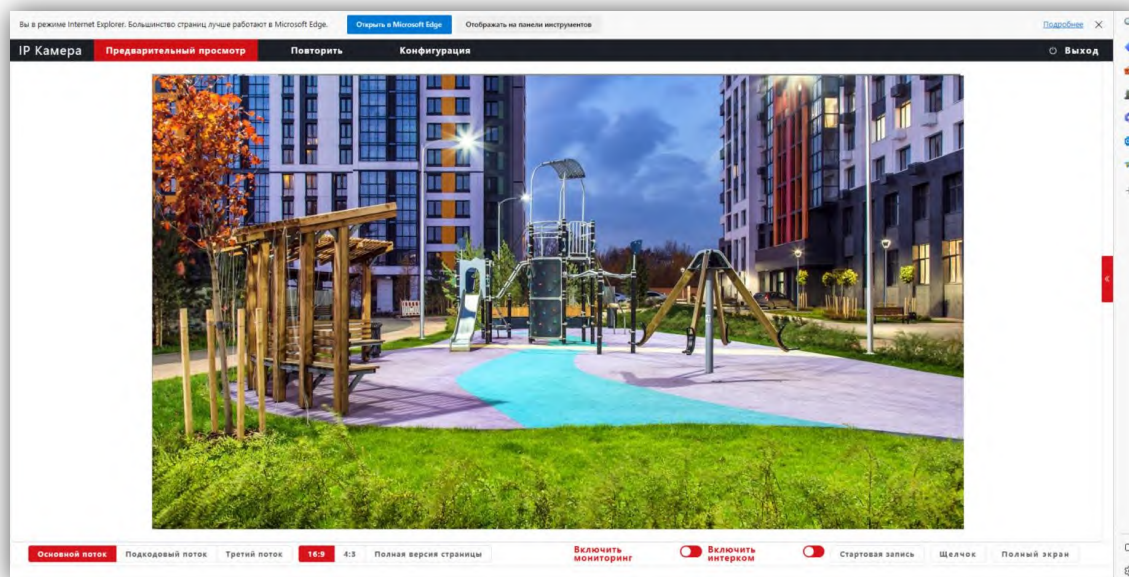 Вы в режиме Internet Explorer. Большинство страниц лучше работают в Microsoft Edge. Открыть в Microsoft Edge Отображать на панели инструментов Подробнее
IP Камера Предварительный просмотр Повторить Конфигурация Выход
Основной поток Подкодовый поток Третий поток 16:9 4:3 Полная версия страницы Включить мониторинг Включить интерком Стартовая запись Щелчок Полный экран